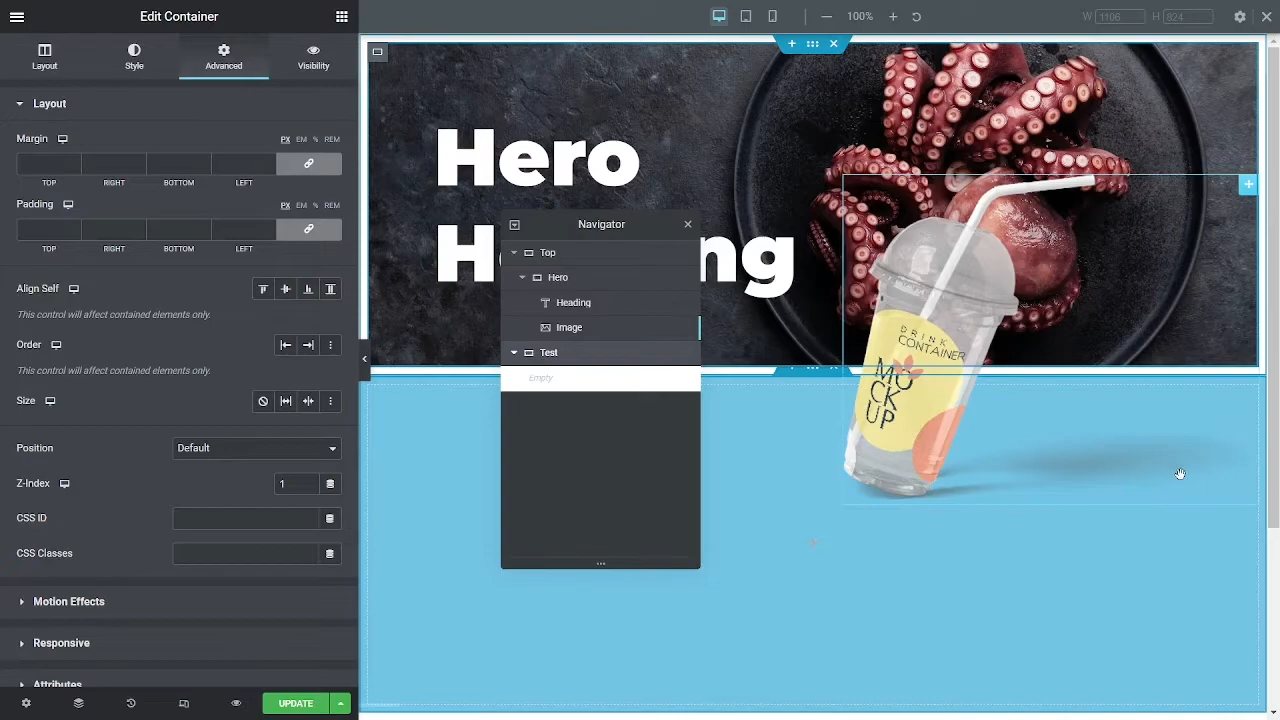 Edit Container
100%
W 1106 H 824
Layout Style Advanced Visibility
Layout
Margin PX EM % REM
TOP RIGHT BOTTOM LEFT
Padding PX EM % REM
TOP RIGHT BOTTOM LEFT
Align Self
This control will affect contained elements only.
Order
This control will affect contained elements only.
Size
Position Default
Z-Index 1
CSS ID
CSS Classes
Motion Effects
Responsive
Attributes
UPDATE
Hero
Navigator
Top
Hero
Heading
Image
Test
Empty
DRINK
CONTAINER
MO
CK
UP